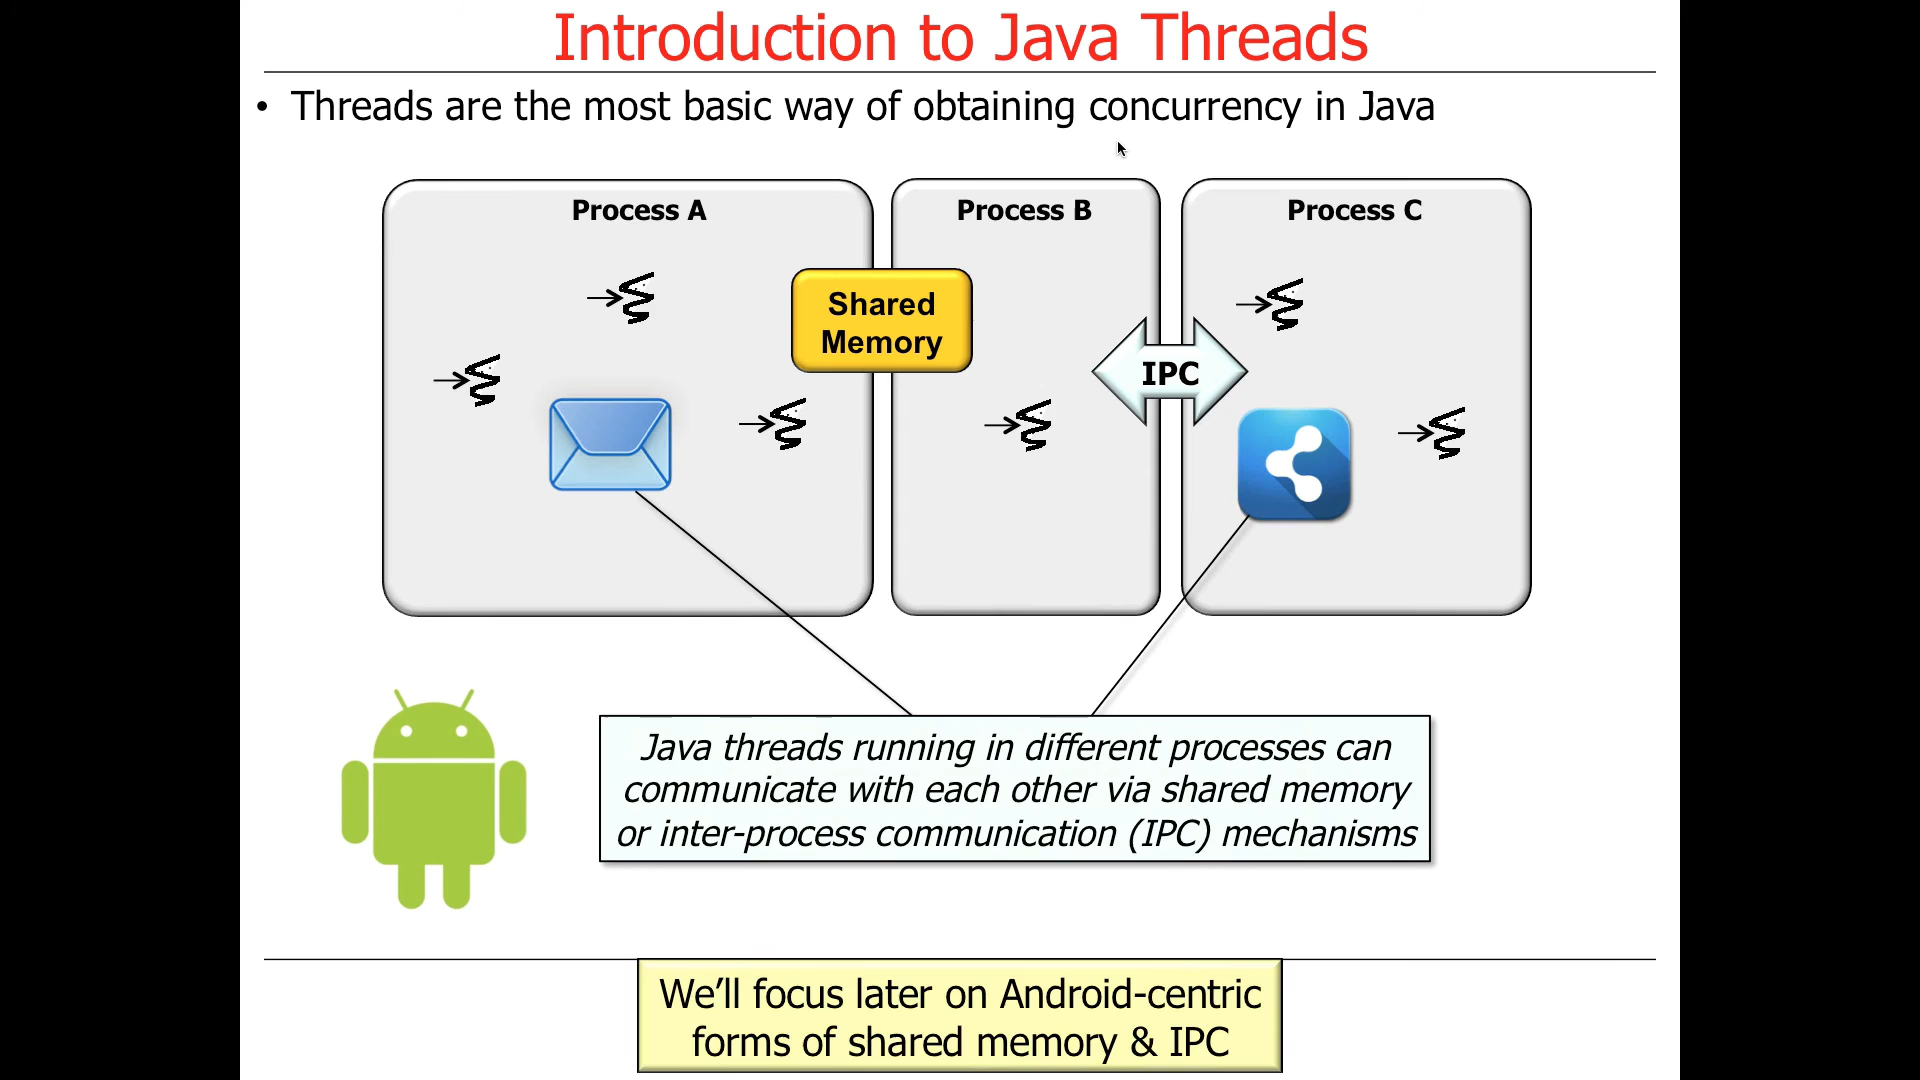 Introduction to Java Threads
• Threads are the most basic way of obtaining concurrency in Java
Process A
Process B
Process C
Shared
Memory
IPC
Java threads running in different processes can
communicate with each other via shared memory
or inter-process communication (IPC) mechanisms
We’ll focus later on Android-centric
forms of shared memory & IPC